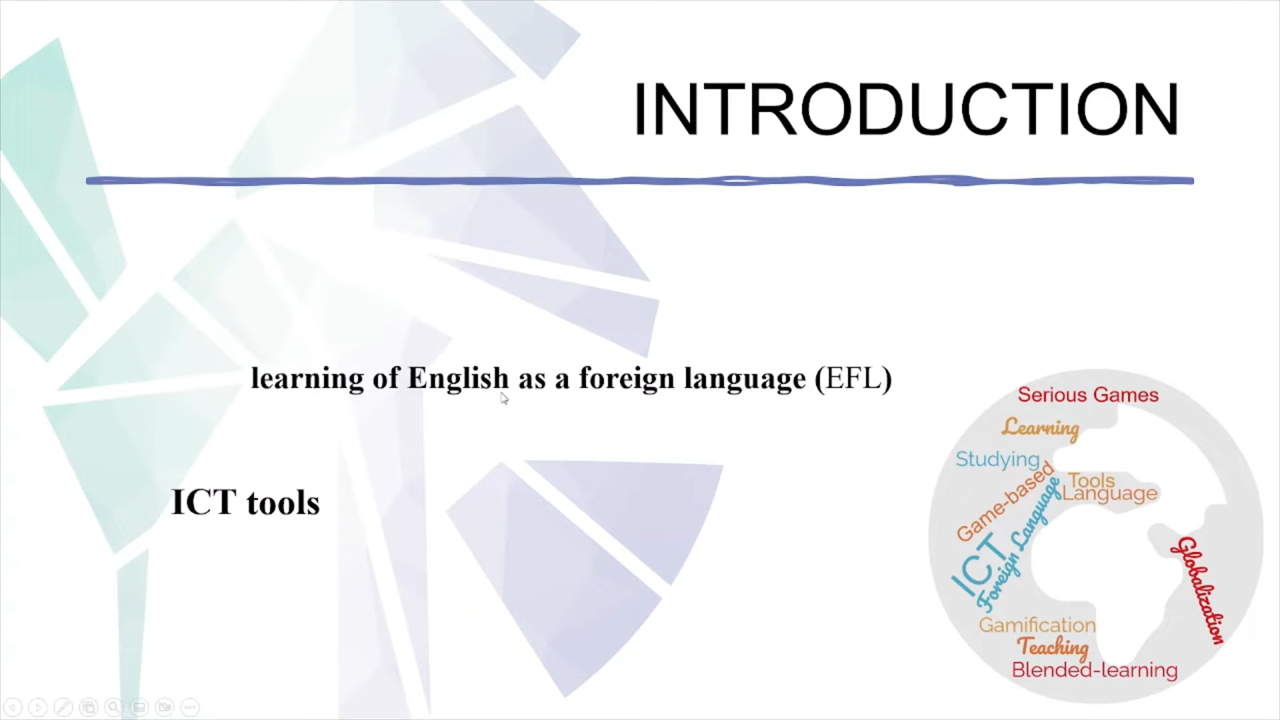 INTRODUCTION
learning of English as a foreign language (EFL)
ICT tools
Serious Games
Learning
Studying
Game-based
Tools
Language
ICT
Foreign Language
Globalization
Gamification
Teaching
Blended-learning